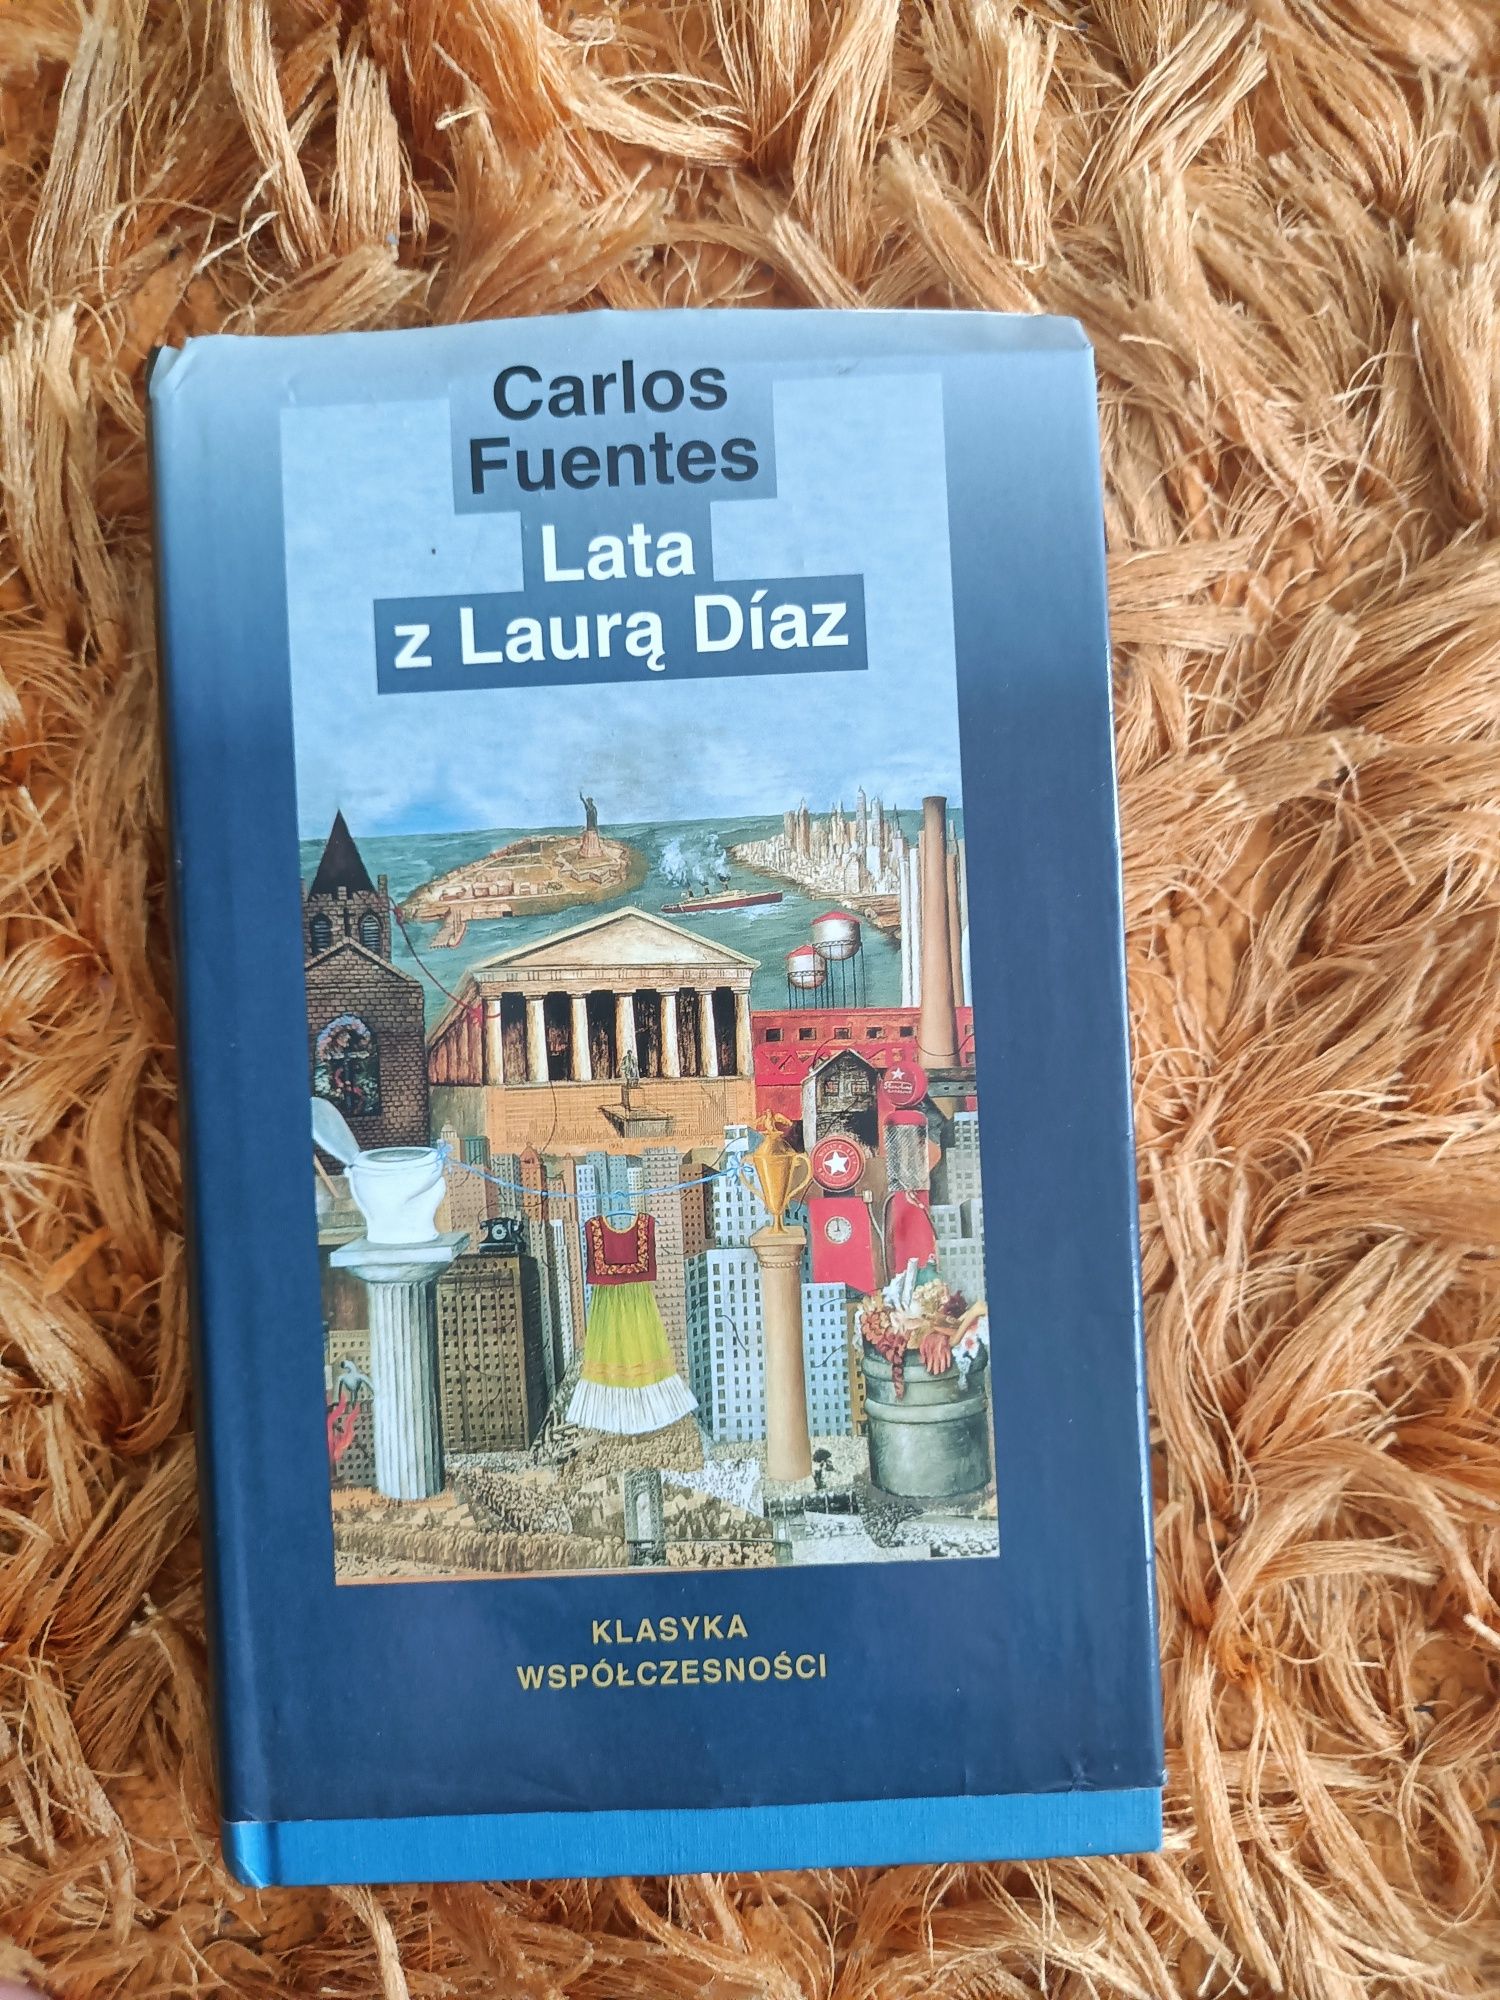 Carlos
Fuentes
Lata
z Laurą Díaz
KLASYKA
WSPÓŁCZESNOŚCI